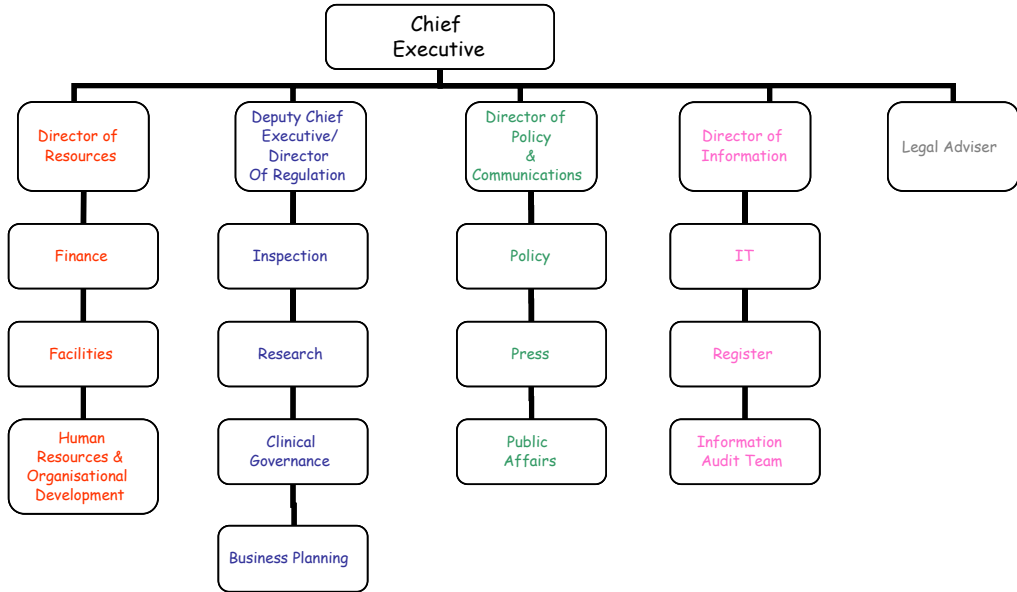 Chief
Executive
Director of
Resources
Deputy Chief
Executive/
Director
Of Regulation
Director of
Policy
&
Communications
Director of
Information
Legal Adviser
Finance
Inspection
Policy
IT
Facilities
Research
Press
Register
Human
Resources &
Organisational
Development
Clinical
Governance
Public
Affairs
Information
Audit Team
Business Planning